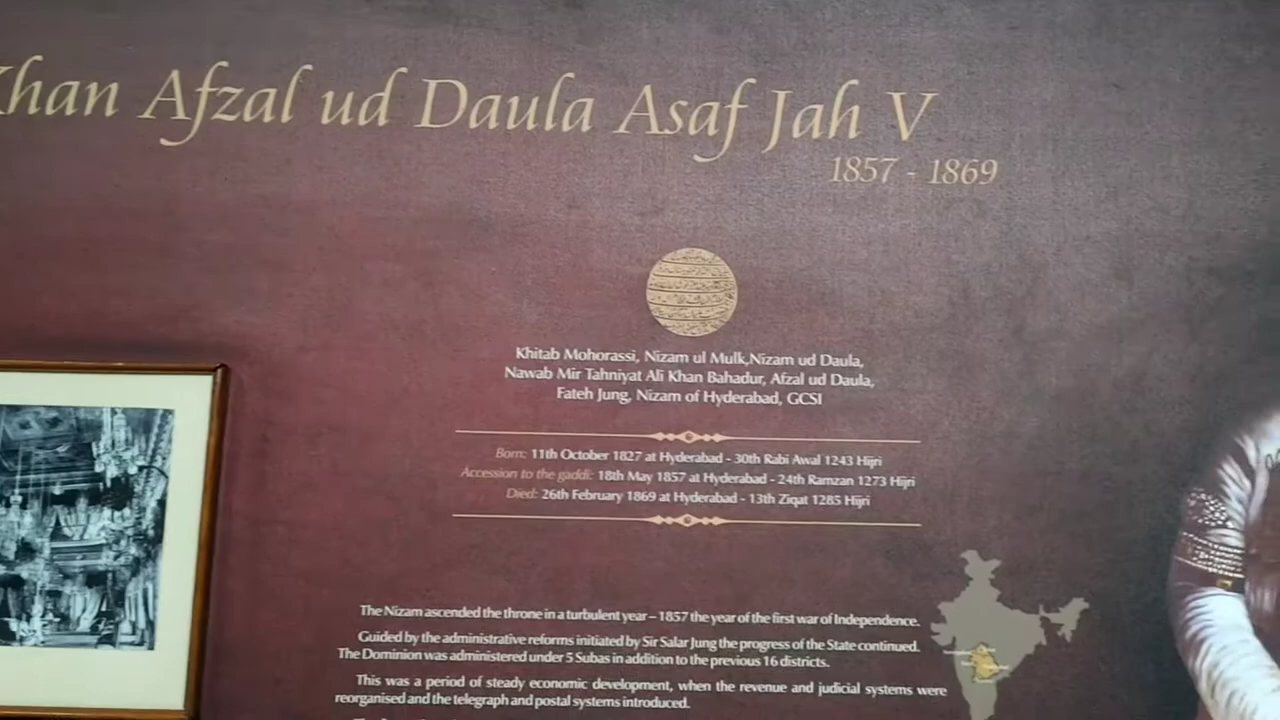 Khan Afzal ud Daula Asaf Jah V
1857 - 1869
Khitab Mohorassi, Nizam ul Mulk,Nizam ud Daula,
Nawab Mir Tahniyat Ali Khan Bahadur, Afzal ud Daula,
Fateh Jung, Nizam of Hyderabad, GCSI
Born: 11th October 1827 at Hyderabad - 30th Rabi Awal 1243 Hijri
Accession to the gaddi: 18th May 1857 at Hyderabad - 24th Ramzan 1273 Hijri
Died: 26th February 1869 at Hyderabad - 13th Ziqat 1285 Hijri
The Nizam ascended the throne in a turbulent year – 1857 the year of the first war of Independence.
Guided by the administrative reforms initiated by Sir Salar Jung the progress of the State continued.
The Dominion was administered under 5 Subas in addition to the previous 16 districts.
This was a period of steady economic development, when the revenue and judicial systems were
reorganised and the telegraph and postal systems introduced.